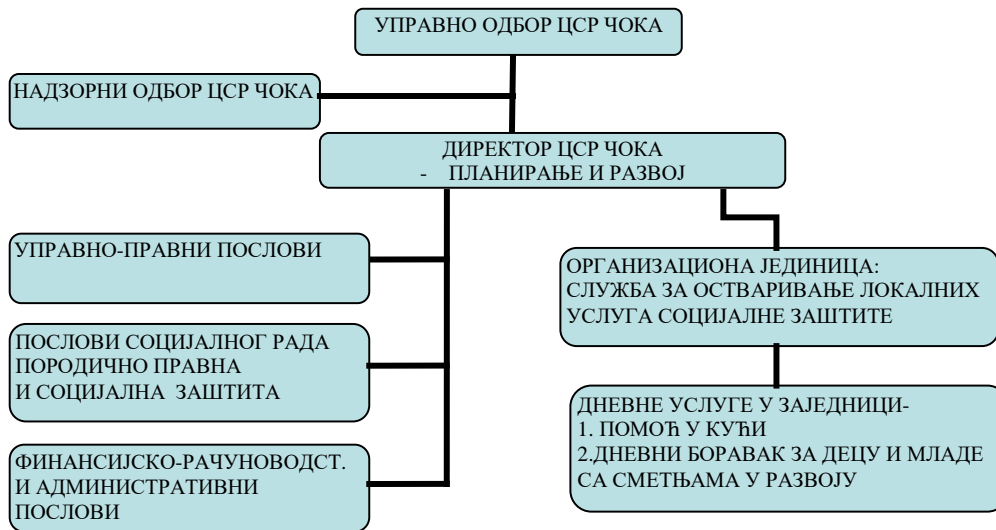 УПРАВНО ОДБОР ЦСР ЧОКА
НАДЗОРНИ ОДБОР ЦСР ЧОКА
ДИРЕКТОР ЦСР ЧОКА
- ПЛАНИРАЊЕ И РАЗВОЈ
УПРАВНО-ПРАВНИ ПОСЛОВИ
ПОСЛОВИ СОЦИЈАЛНОГ РАДА
ПОРОДИЧНО ПРАВНА
И СОЦИЈАЛНА ЗАШТИТА
ФИНАНСИЈСКО-РАЧУНОВОДСТ.
И АДМИНИСТРАТИВНИ
ПОСЛОВИ
ОРГАНИЗАЦИОНА ЈЕДИНИЦА:
СЛУЖБА ЗА ОСТВАРИВАЊЕ ЛОКАЛНИХ
УСЛУГА СОЦИЈАЛНЕ ЗАШТИТЕ
ДНЕВНЕ УСЛУГЕ У ЗАЈЕДНИЦИ-
1. ПОМОЋ У КУЋИ
2.ДНЕВНИ БОРАВАК ЗА ДЕЦУ И МЛАДЕ
СА СМЕТЊАМА У РАЗВОЈУ